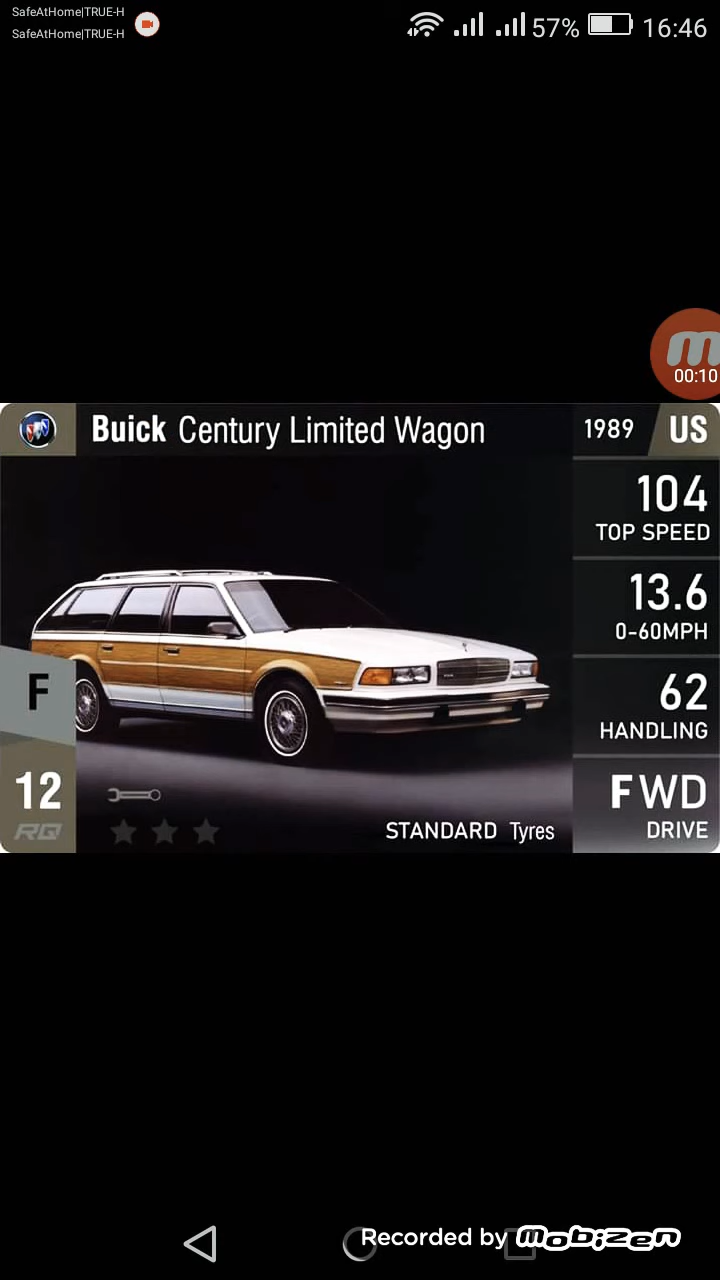 SafeAtHome|TRUE-H
SafeAtHome|TRUE-H
57% 16:46
00:10
Buick Century Limited Wagon 1989 US
104
TOP SPEED
13.6
0-60MPH
62
HANDLING
F
12
RQ
FWD
DRIVE
STANDARD Tyres
Recorded by mobizen